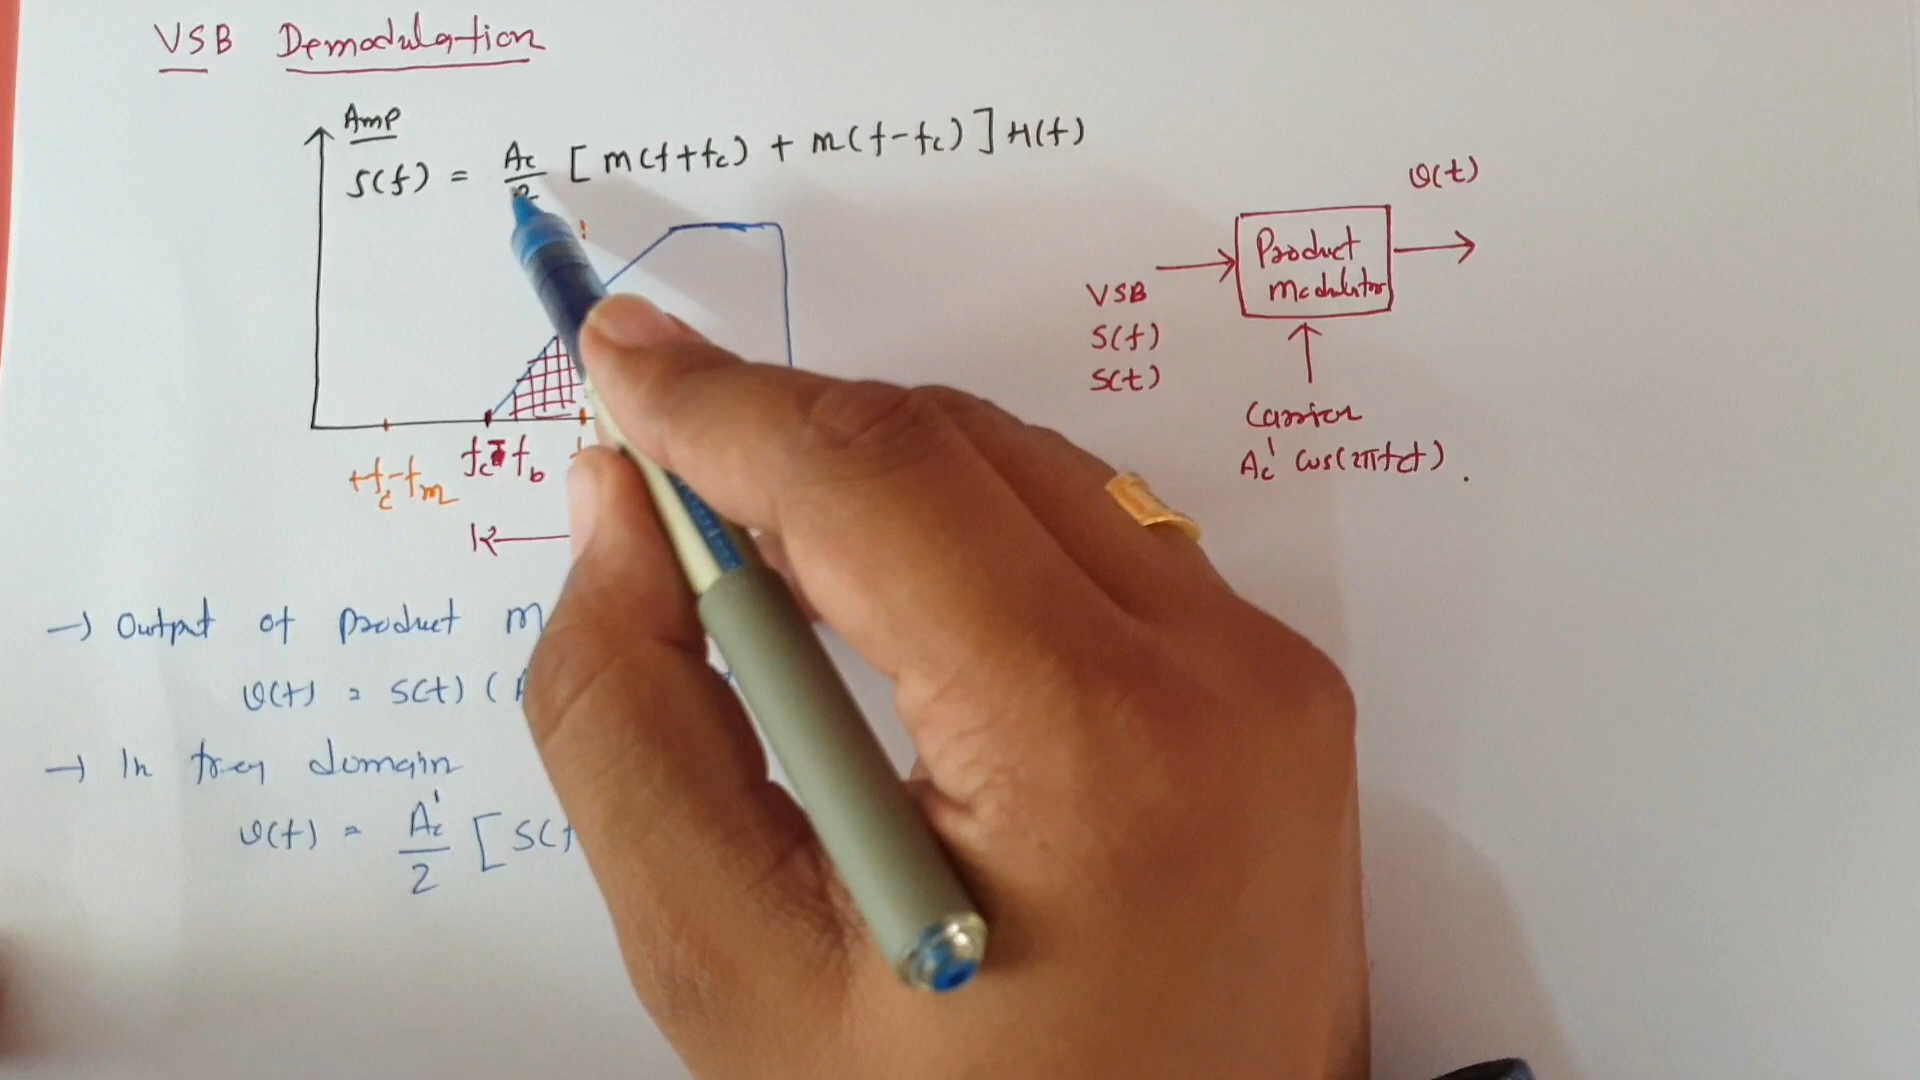 VSB Demodulation
Amp
S(f) = Ac/2 [ m(f+fc) + m(f-fc) ] H(f)
+fc-fm
fc-fb
→ Output of product m
v(t) = s(t) (A
→ In freq domain
v(f) = Ac'/2 [ S(f
v(t)
Product
Modulator
VSB
S(f)
S(t)
Carrier
Ac' Cos(2πfct).